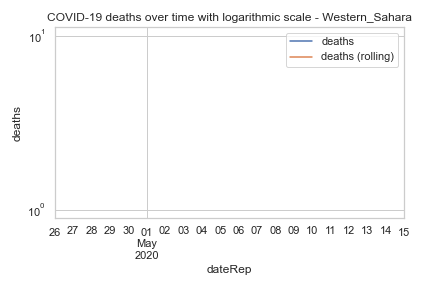 COVID-19 deaths over time with logarithmic scale - Western_Sahara
10¹
deaths
deaths (rolling)
deaths
10⁰
26 27 28 29 30 01 02 03 04 05 06 07 08 09 10 11 12 13 14 15
May
2020
dateRep